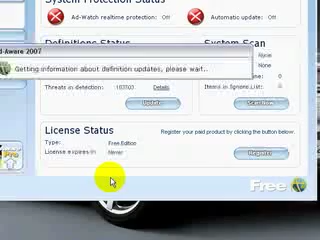 System Protection Status
Ad-Watch realtime protection: Off
Automatic update: Off
Definitions Status
System Scan
d-Aware 2007
Getting information about definition updates, please wait..
None
None
Threats in detection:
Details
0
Items in Ignore List:
0
Update
Scan Now
License Status
Register your paid product by clicking the button below.
Type: Free Edition
License expires in Never
Register
Pro
Free